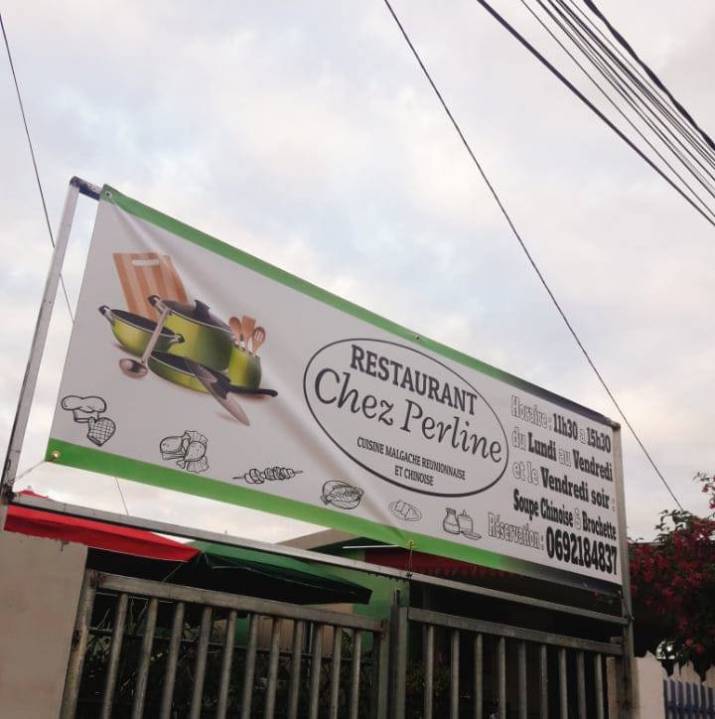 RESTAURANT
Chez Perline
CUISINE MALGACHE REUNIONNAISE
ET CHINOISE
Horaire : 11h30 a 15h30
du Lundi au Vendredi
et le Vendredi soir :
Soupe Chinoise & Brochette
Réservation : 0692184837